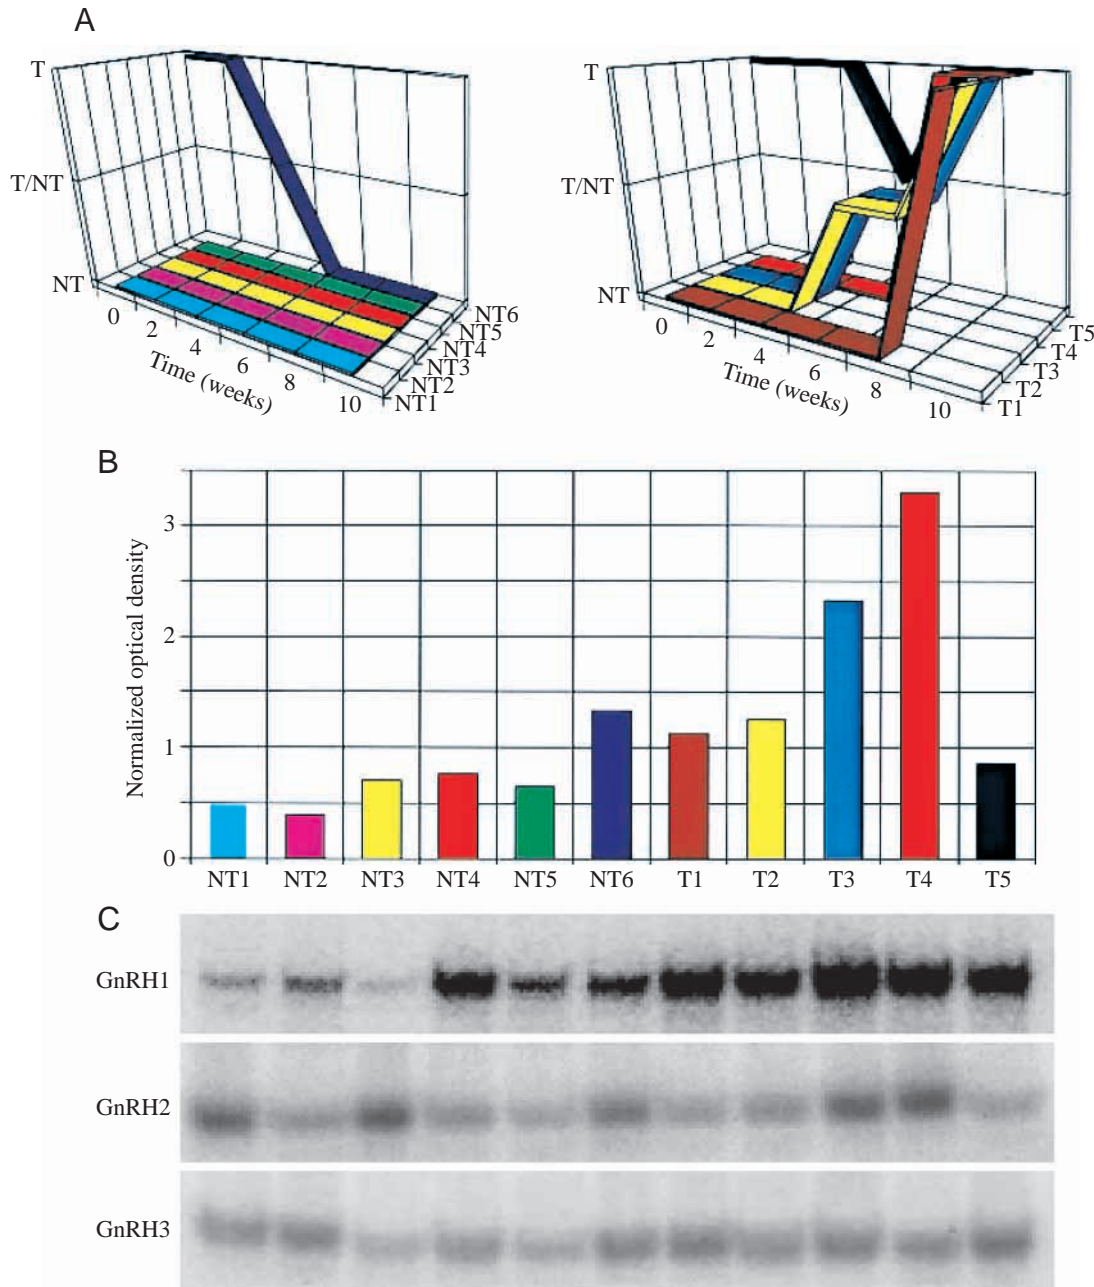 A
T
T/NT
NT
0
2
4
6
8
10
Time (weeks)
NT1
NT2
NT3
NT4
NT5
NT6
T
T/NT
NT
0
2
4
6
8
10
Time (weeks)
T1
T2
T3
T4
T5
B
Normalized optical density
3
2
1
0
NT1 NT2 NT3 NT4 NT5 NT6 T1 T2 T3 T4 T5
C
GnRH1
GnRH2
GnRH3